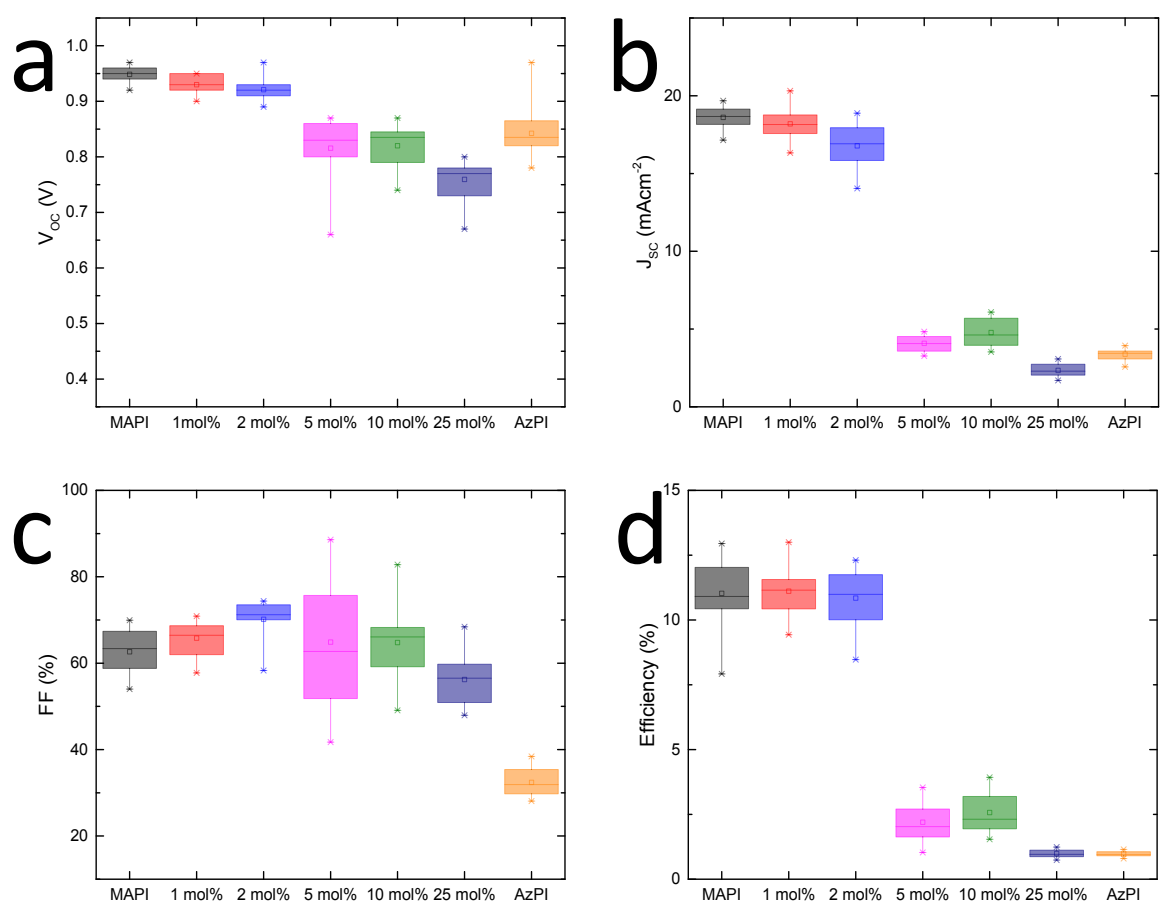 a
V_OC (V)
1.0
0.9
0.8
0.7
0.6
0.5
0.4
MAPI 1mol% 2 mol% 5 mol% 10 mol% 25 mol% AzPI
b
J_SC (mAcm⁻²)
20
10
0
MAPI 1 mol% 2 mol% 5 mol% 10 mol% 25 mol% AzPI
c
FF (%)
100
80
60
40
20
MAPI 1 mol% 2 mol% 5 mol% 10 mol% 25 mol% AzPI
d
Efficiency (%)
15
10
5
0
MAPI 1 mol% 2 mol% 5 mol% 10 mol% 25 mol% AzPI